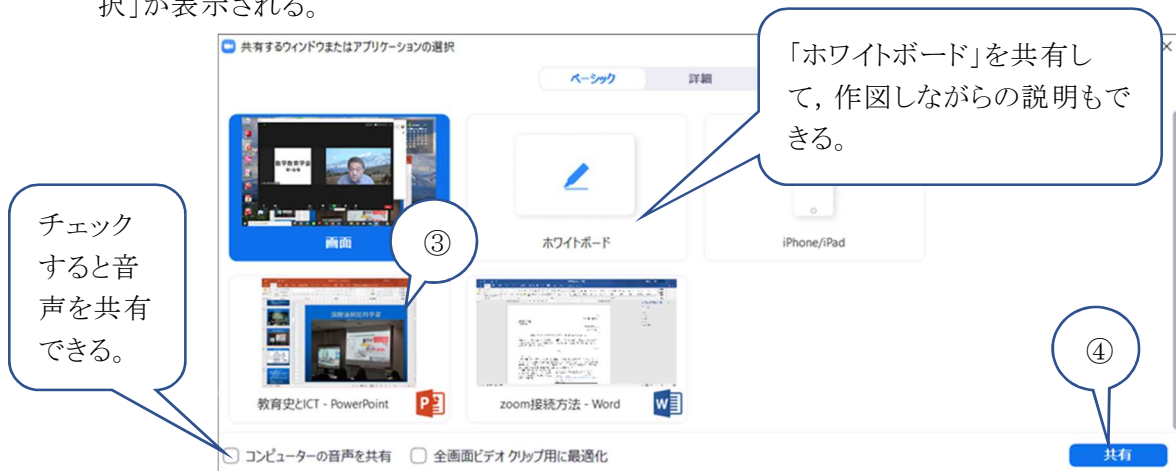 択」が表示される。
共有するウィンドウまたはアプリケーションの選択
ベーシック
詳細
「ホワイトボード」を共有し
て，作図しながらの説明もで
きる。
数学教育学会
画面
③
ホワイトボード
iPhone/iPad
チェック
すると音
声を共有
できる。
④
教育史とICT - PowerPoint
zoom接続方法 - Word
コンピューターの音声を共有
全画面ビデオ クリップ用に最適化
共有